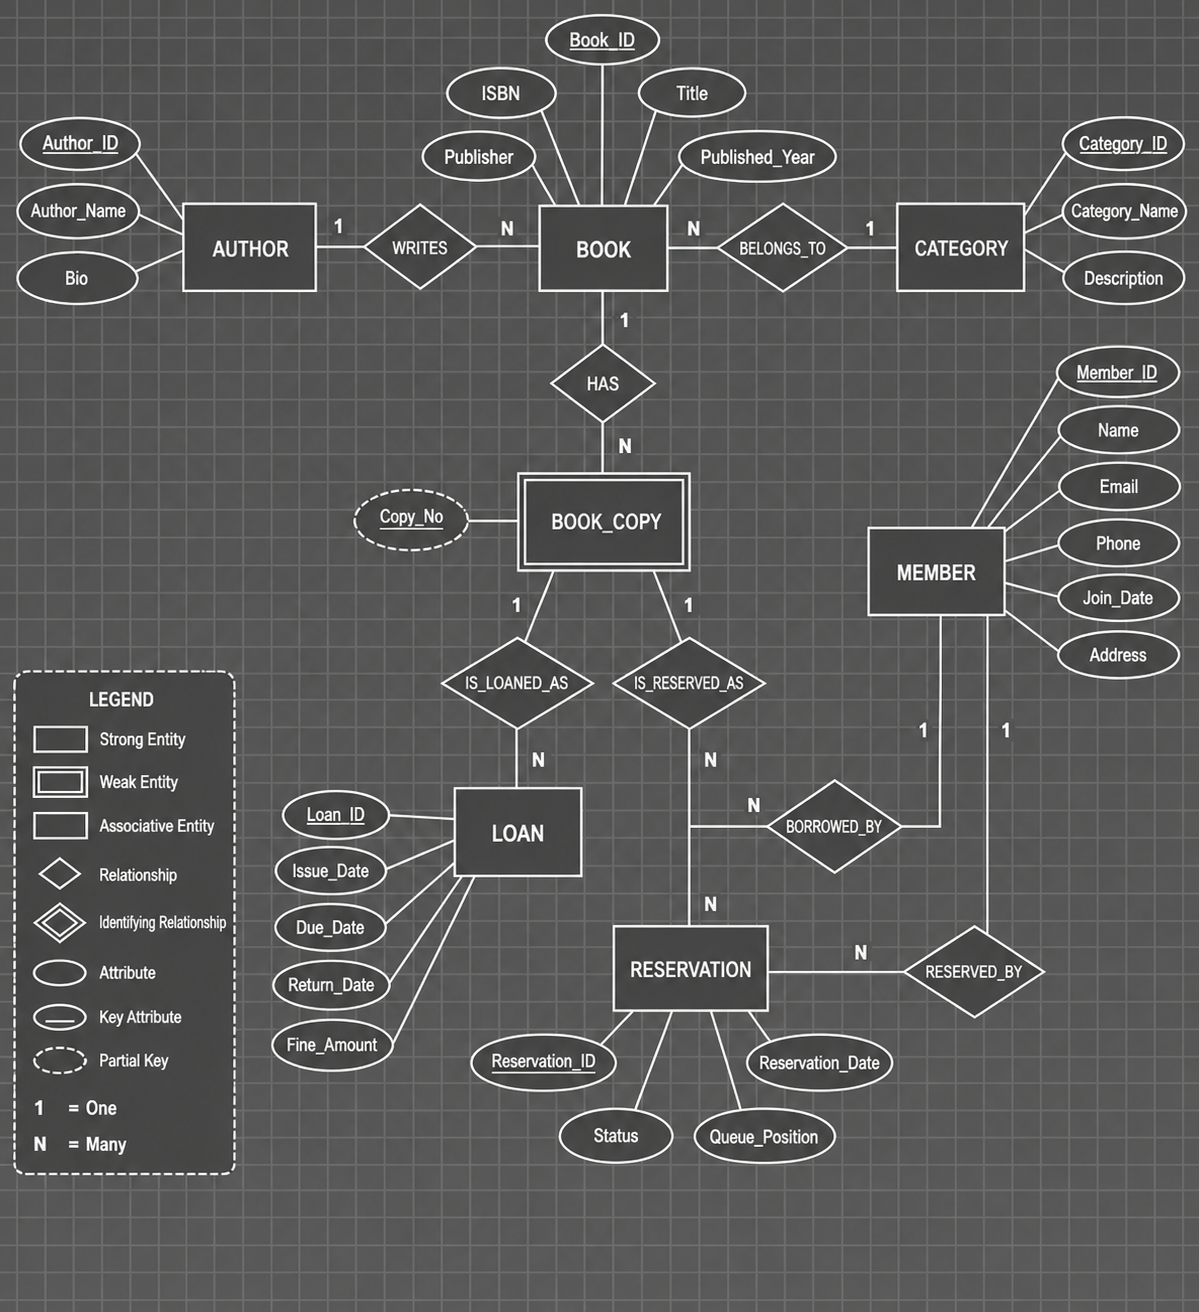 Book_ID
ISBN
Title
Publisher
Published_Year
Author_ID
Author_Name
Bio
AUTHOR
1
WRITES
N
BOOK
N
BELONGS_TO
1
CATEGORY
Category_ID
Category_Name
Description
1
HAS
N
Copy_No
BOOK_COPY
Member_ID
Name
Email
Phone
Join_Date
Address
MEMBER
1
1
IS_LOANED_AS
IS_RESERVED_AS
1
1
N
N
N
BORROWED_BY
LOAN
Loan_ID
Issue_Date
Due_Date
Return_Date
Fine_Amount
N
RESERVATION
N
RESERVED_BY
Reservation_ID
Reservation_Date
Status
Queue_Position
LEGEND
Strong Entity
Weak Entity
Associative Entity
Relationship
Identifying Relationship
Attribute
Key Attribute
Partial Key
1 = One
N = Many